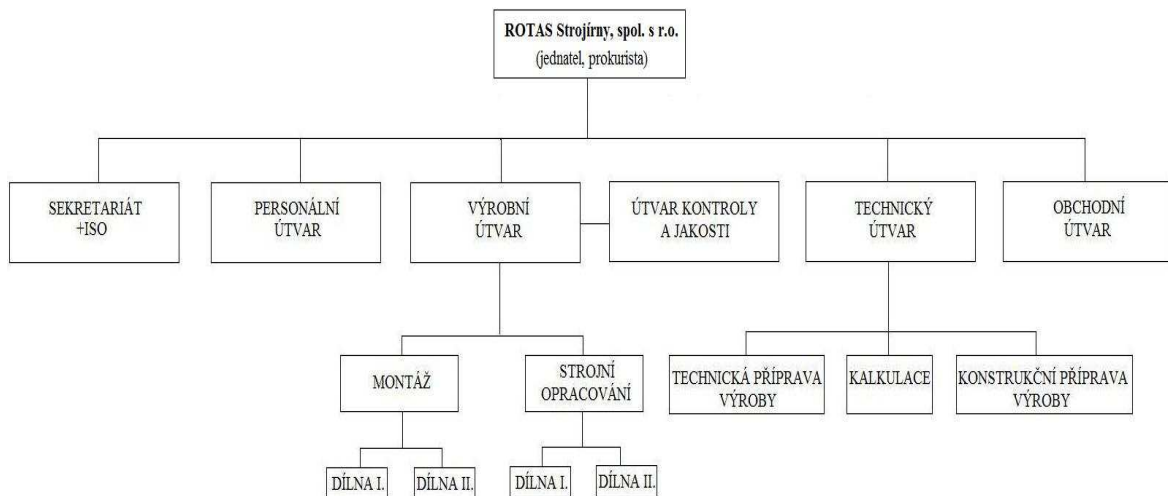 ROTAS Strojírny, spol. s r.o.
(jednatel, prokurista)
SEKRETARIÁT
+ISO
PERSONÁLNÍ
ÚTVAR
VÝROBNÍ
ÚTVAR
ÚTVAR KONTROLY
A JAKOSTI
TECHNICKÝ
ÚTVAR
OBCHODNÍ
ÚTVAR
MONTÁŽ
STROJNÍ
OPRACOVÁNÍ
TECHNICKÁ PŘÍPRAVA
VÝROBY
KALKULACE
KONSTRUKČNÍ PŘÍPRAVA
VÝROBY
DÍLNA I.
DÍLNA II.
DÍLNA I.
DÍLNA II.